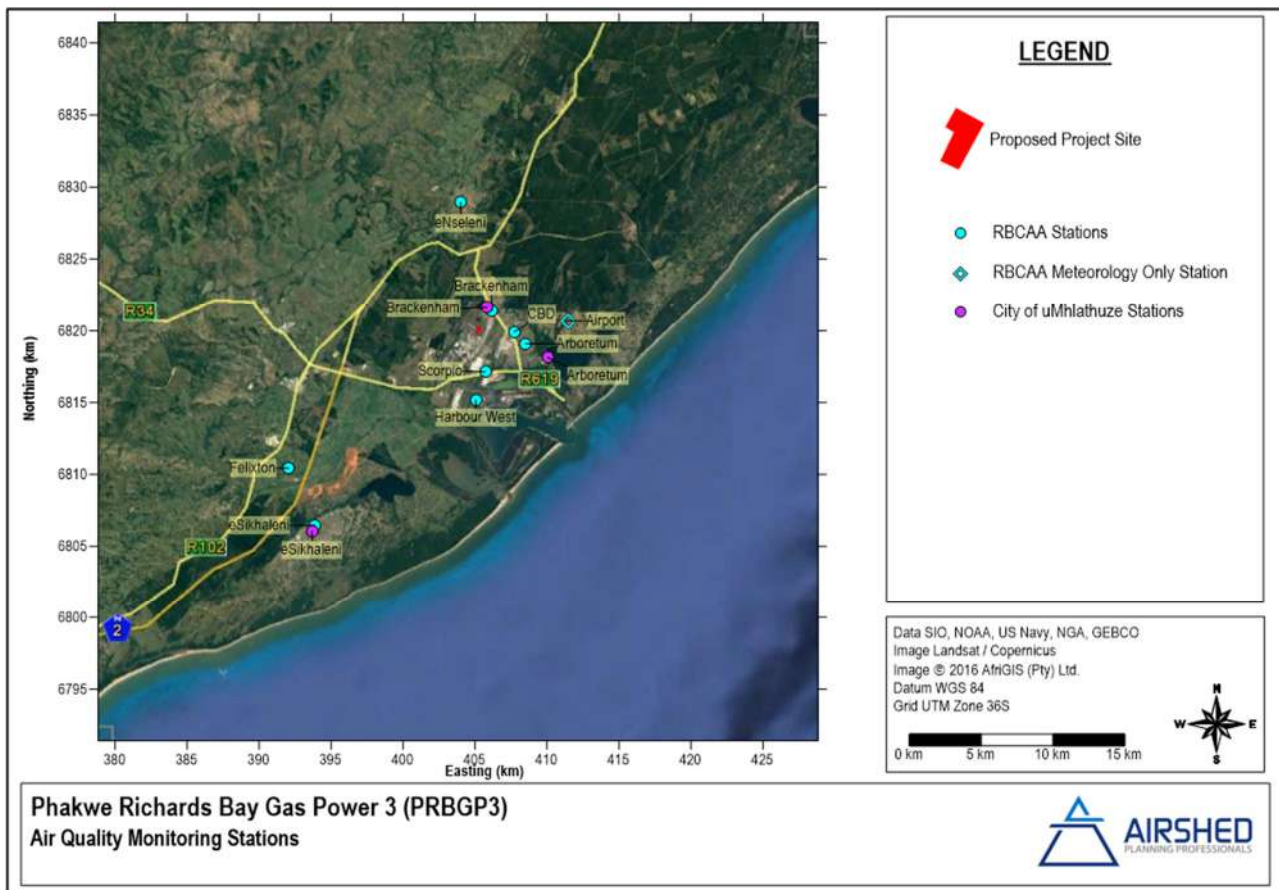 LEGEND
Proposed Project Site
RBCAA Stations
RBCAA Meteorology Only Station
City of uMhlathuze Stations
Northing (km)
6840
6835
6830
6825
6820
6815
6810
6805
6800
6795
eNseleni
Brackenham
Brackenham
CBD
Airport
Arboretum
Scorpio
R619
Arboretum
Harbour West
R34
Felixton
eSikhaleni
eSikhaleni
R102
N
2
380 385 390 395 400 405 410 415 420 425
Easting (km)
Data SIO, NOAA, US Navy, NGA, GEBCO
Image Landsat / Copernicus
Image © 2016 AfriGIS (Pty) Ltd.
Datum WGS 84
Grid UTM Zone 36S
0 km 5 km 10 km 15 km
N
W E
S
Phakwe Richards Bay Gas Power 3 (PRBGP3)
Air Quality Monitoring Stations
AIRSHED
PLANNING PROFESSIONALS